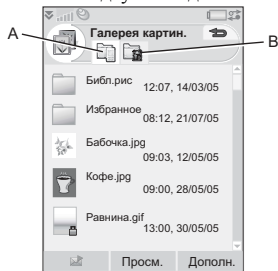 A
B
Галерея картин.
Библ.рис
12:07, 14/03/05
Избранное
08:12, 21/07/05
Бабочка.jpg
09:03, 12/05/05
Кофе.jpg
09:00, 28/05/05
Равнина.gif
13:00, 30/05/05
Просм. Дополн.